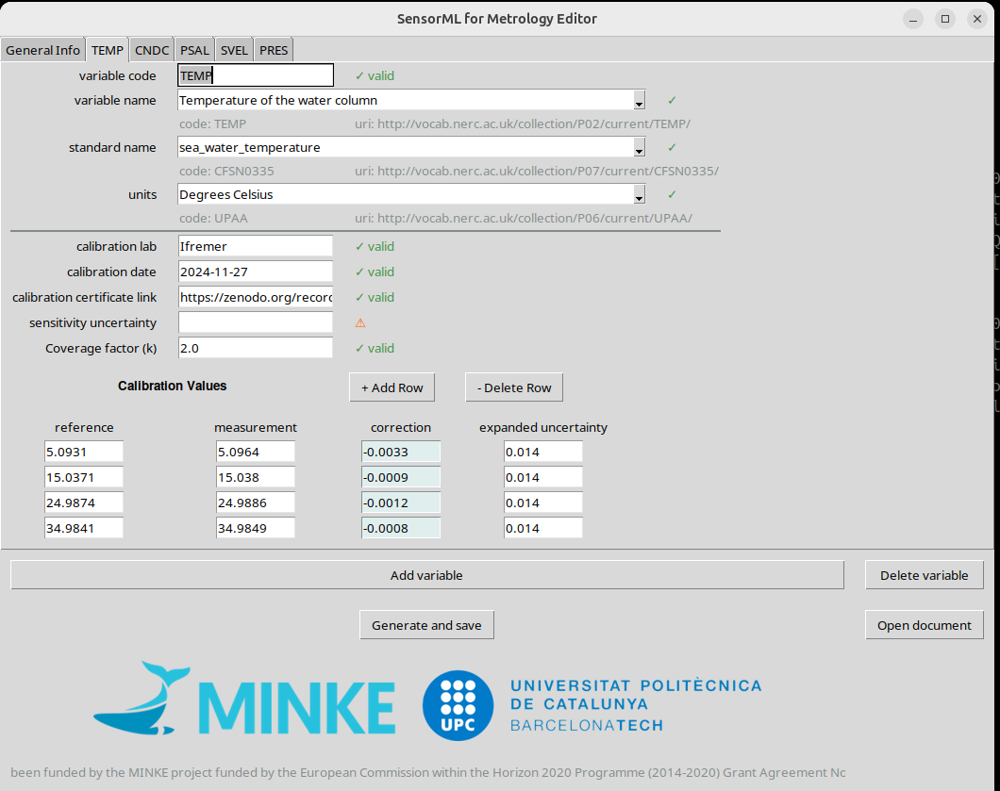 SensorML for Metrology Editor
General Info TEMP CNDC PSAL SVEL PRES
variable code TEMP ✓ valid
variable name Temperature of the water column ✓
code: TEMP uri: http://vocab.nerc.ac.uk/collection/P02/current/TEMP/
standard name sea_water_temperature ✓
code: CFSN0335 uri: http://vocab.nerc.ac.uk/collection/P07/current/CFSN0335/
units Degrees Celsius ✓
code: UPAA uri: http://vocab.nerc.ac.uk/collection/P06/current/UPAA/
calibration lab Ifremer ✓ valid
calibration date 2024-11-27 ✓ valid
calibration certificate link https://zenodo.org/record ✓ valid
sensitivity uncertainty ⚠
Coverage factor (k) 2.0 ✓ valid
Calibration Values + Add Row - Delete Row
reference measurement correction expanded uncertainty
5.0931 5.0964 -0.0033 0.014
15.0371 15.038 -0.0009 0.014
24.9874 24.9886 -0.0012 0.014
34.9841 34.9849 -0.0008 0.014
Add variable Delete variable
Generate and save Open document
MINKE
UPC
UNIVERSITAT POLITÈCNICA
DE CATALUNYA
BARCELONATECH
been funded by the MINKE project funded by the European Commission within the Horizon 2020 Programme (2014-2020) Grant Agreement No